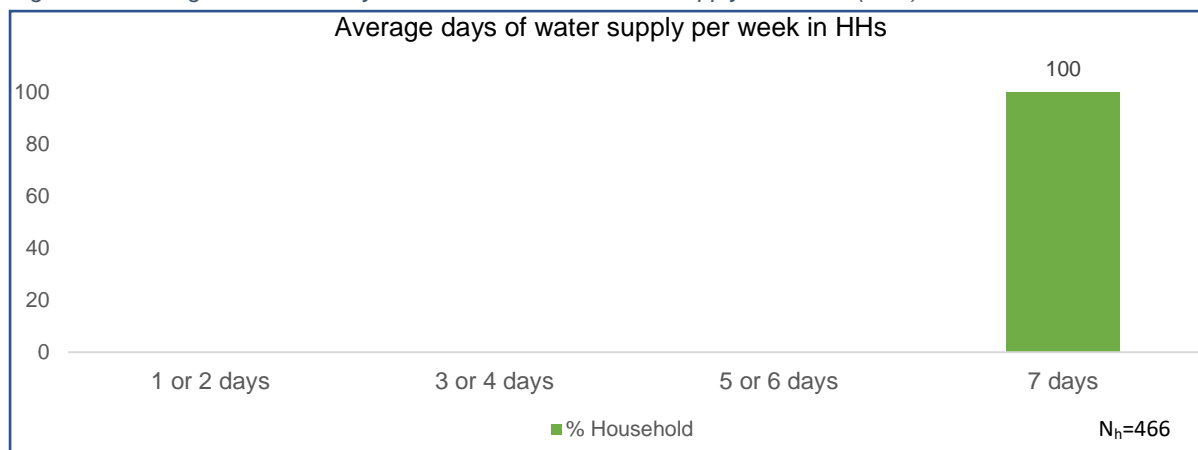 Average days of water supply per week in HHs
100
100
80
60
40
20
0
1 or 2 days
3 or 4 days
5 or 6 days
7 days
% Household
Nh=466